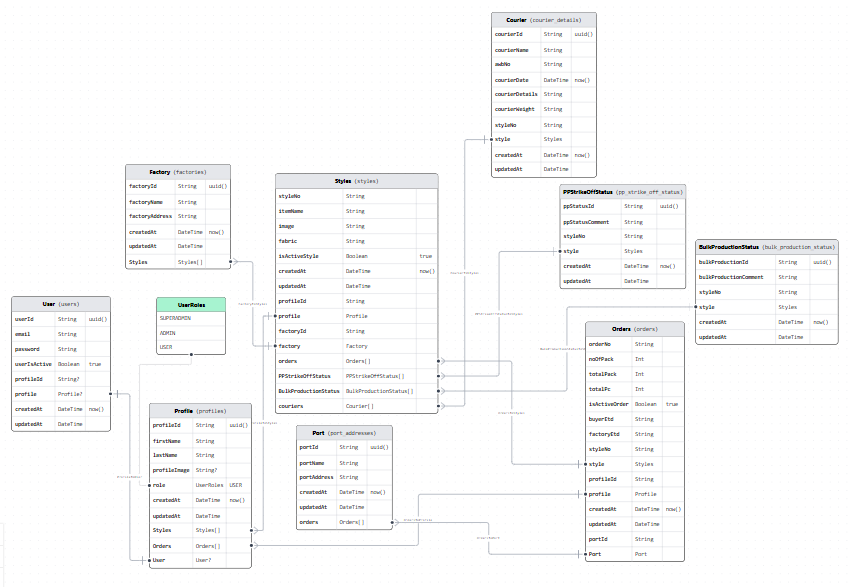 Courier (courier_details)
courierId String uuid()
courierName String
awbNo String
courierDate DateTime now()
courierDetails String
courierWeight String
styleNo String
style Styles
createdAt DateTime now()
updatedAt DateTime
Factory (factories)
factoryId String uuid()
factoryName String
factoryAddress String
createdAt DateTime now()
updatedAt DateTime
Styles Styles[]
Styles (styles)
styleNo String
itemName String
image String
fabric String
isActiveStyle Boolean true
createdAt DateTime now()
updatedAt DateTime
profileId String
profile Profile
factoryId String
factory Factory
orders Orders[]
PPStrikeOffStatus PPStrikeOffStatus[]
BulkProductionStatus BulkProductionStatus[]
couriers Courier[]
PPStrikeOffStatus (pp_strike_off_status)
ppStatusId String uuid()
ppStatusComment String
styleNo String
style Styles
createdAt DateTime now()
updatedAt DateTime
BulkProductionStatus (bulk_production_status)
bulkProductionId String uuid()
bulkProductionComment String
styleNo String
style Styles
createdAt DateTime now()
updatedAt DateTime
User (users)
userId String uuid()
email String
password String
userIsActive Boolean true
profileId String?
profile Profile?
createdAt DateTime now()
updatedAt DateTime
UserRoles
SUPERADMIN
ADMIN
USER
Orders (orders)
orderNo String
noOfPack Int
totalPack Int
totalPc Int
isActiveOrder Boolean true
buyerEtd String
factoryEtd String
styleNo String
style Styles
profileId String
profile Profile
createdAt DateTime now()
updatedAt DateTime
portId String
Port Port
Profile (profiles)
profileId String uuid()
firstName String
lastName String
profileImage String?
role UserRoles USER
createdAt DateTime now()
updatedAt DateTime
Styles Styles[]
Orders Orders[]
User User?
Port (port_addresses)
portId String uuid()
portName String
portAddress String
createdAt DateTime now()
updatedAt DateTime
orders Orders[]